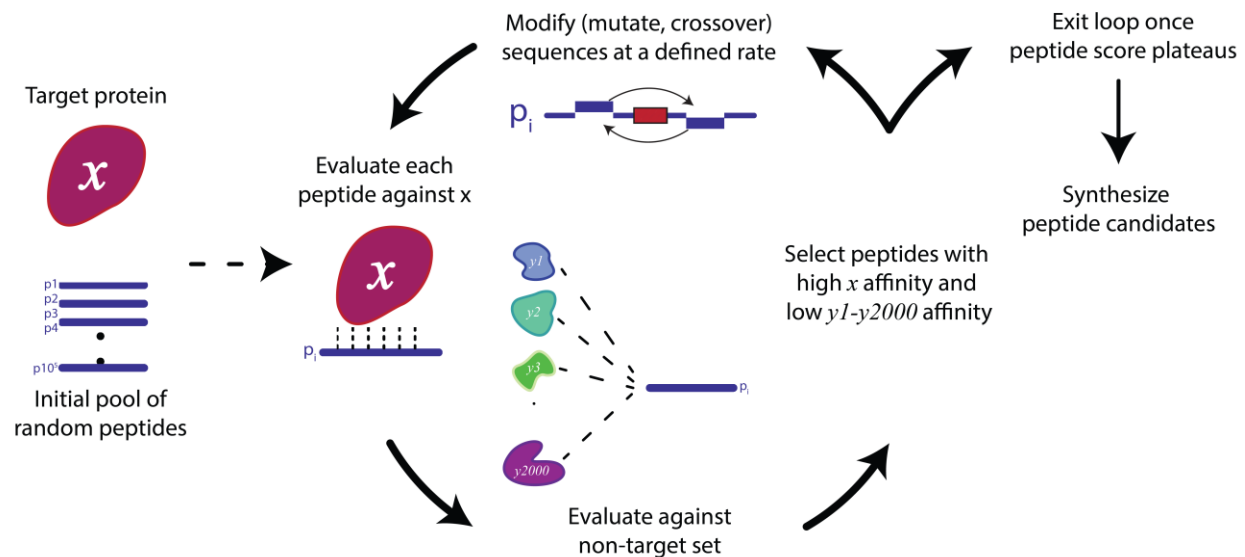 Target protein
x
p1
p2
p3
p4
p10⁵
Initial pool of
random peptides
Evaluate each
peptide against x
x
pᵢ
Modify (mutate, crossover)
sequences at a defined rate
pᵢ
y1
y2
y3
y2000
pᵢ
Evaluate against
non-target set
Select peptides with
high x affinity and
low y1-y2000 affinity
Exit loop once
peptide score plateaus
Synthesize
peptide candidates